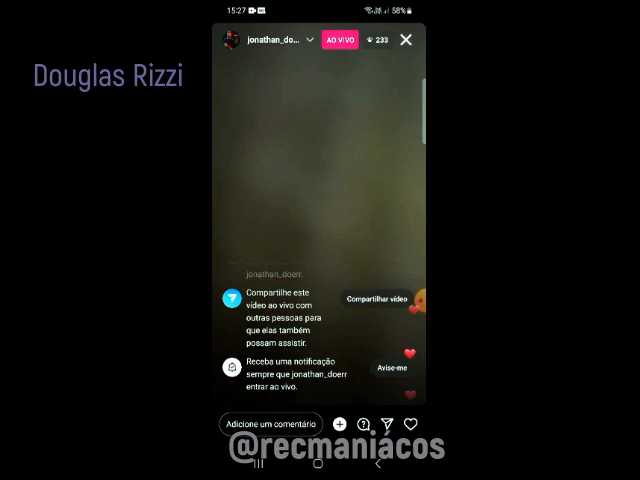 15:27
58%
jonathan_do...
AO VIVO
233
Douglas Rizzi
jonathan_doerr.
Compartilhe este
vídeo ao vivo com
outras pessoas para
que elas também
possam assistir.
Compartilhar vídeo
Receba uma notificação
sempre que jonathan_doerr
entrar ao vivo.
Avise-me
Adicione um comentário
@recmaniácos